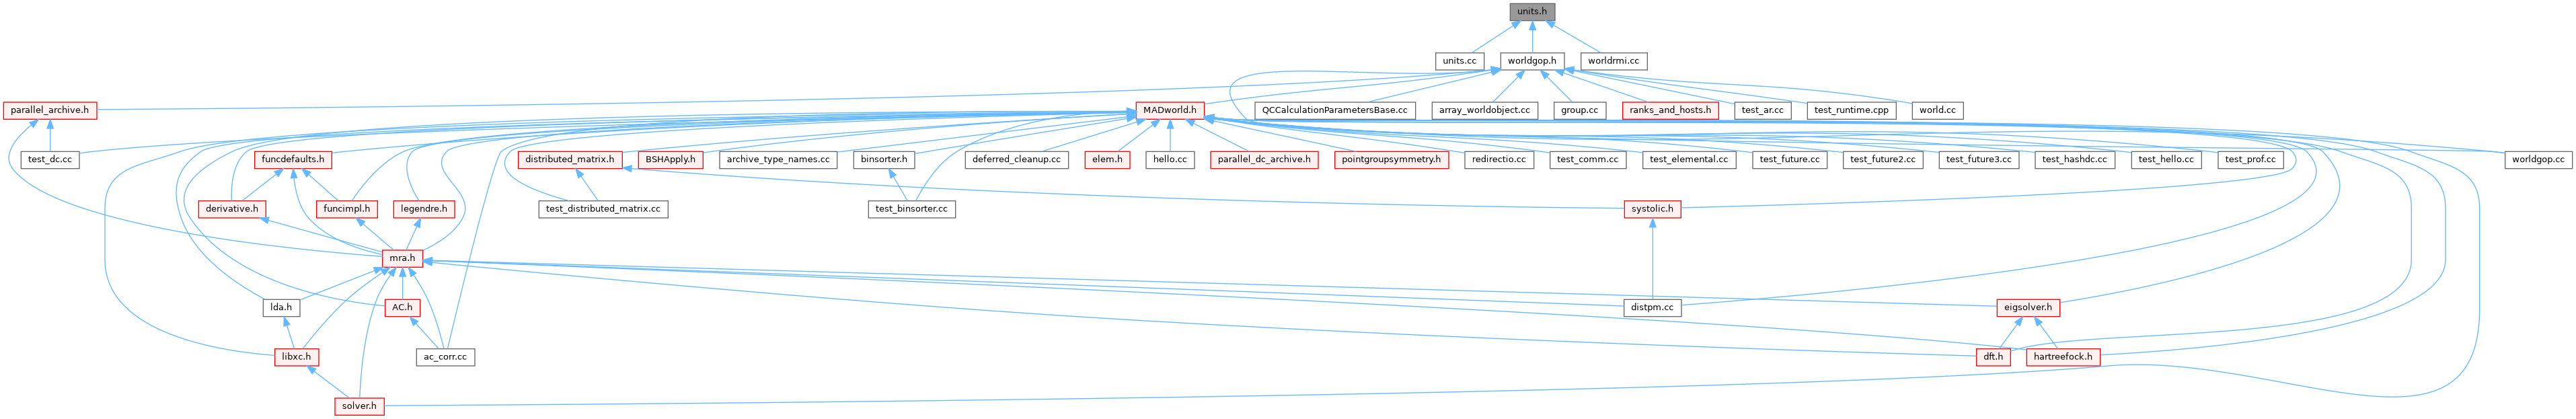 units.h
units.cc
worldgop.h
worldrmi.cc
parallel_archive.h
MADworld.h
QCCalculationParametersBase.cc
array_worldobject.cc
group.cc
ranks_and_hosts.h
test_ar.cc
test_runtime.cpp
world.cc
test_dc.cc
funcdefaults.h
distributed_matrix.h
BSHApply.h
archive_type_names.cc
binsorter.h
deferred_cleanup.cc
elem.h
hello.cc
parallel_dc_archive.h
pointgroupsymmetry.h
redirectio.cc
test_comm.cc
test_elemental.cc
test_future.cc
test_future2.cc
test_future3.cc
test_hashdc.cc
test_hello.cc
test_prof.cc
worldgop.cc
derivative.h
funcimpl.h
legendre.h
test_distributed_matrix.cc
test_binsorter.cc
systolic.h
mra.h
lda.h
AC.h
distpm.cc
eigsolver.h
libxc.h
ac_corr.cc
dft.h
hartreefock.h
solver.h